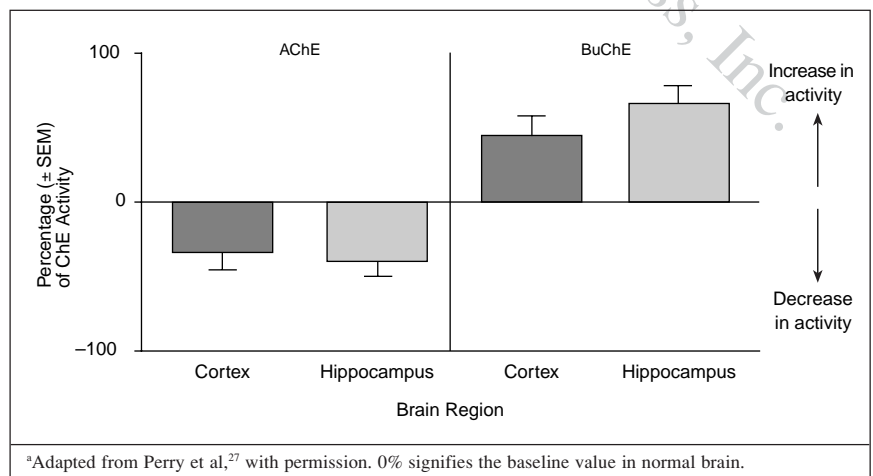 ss, Inc.
100
AChE
BuChE
Increase in
activity
Percentage (± SEM)
of ChE Activity
0
Decrease
in activity
–100
Cortex
Hippocampus
Cortex
Hippocampus
Brain Region
aAdapted from Perry et al,27 with permission. 0% signifies the baseline value in normal brain.